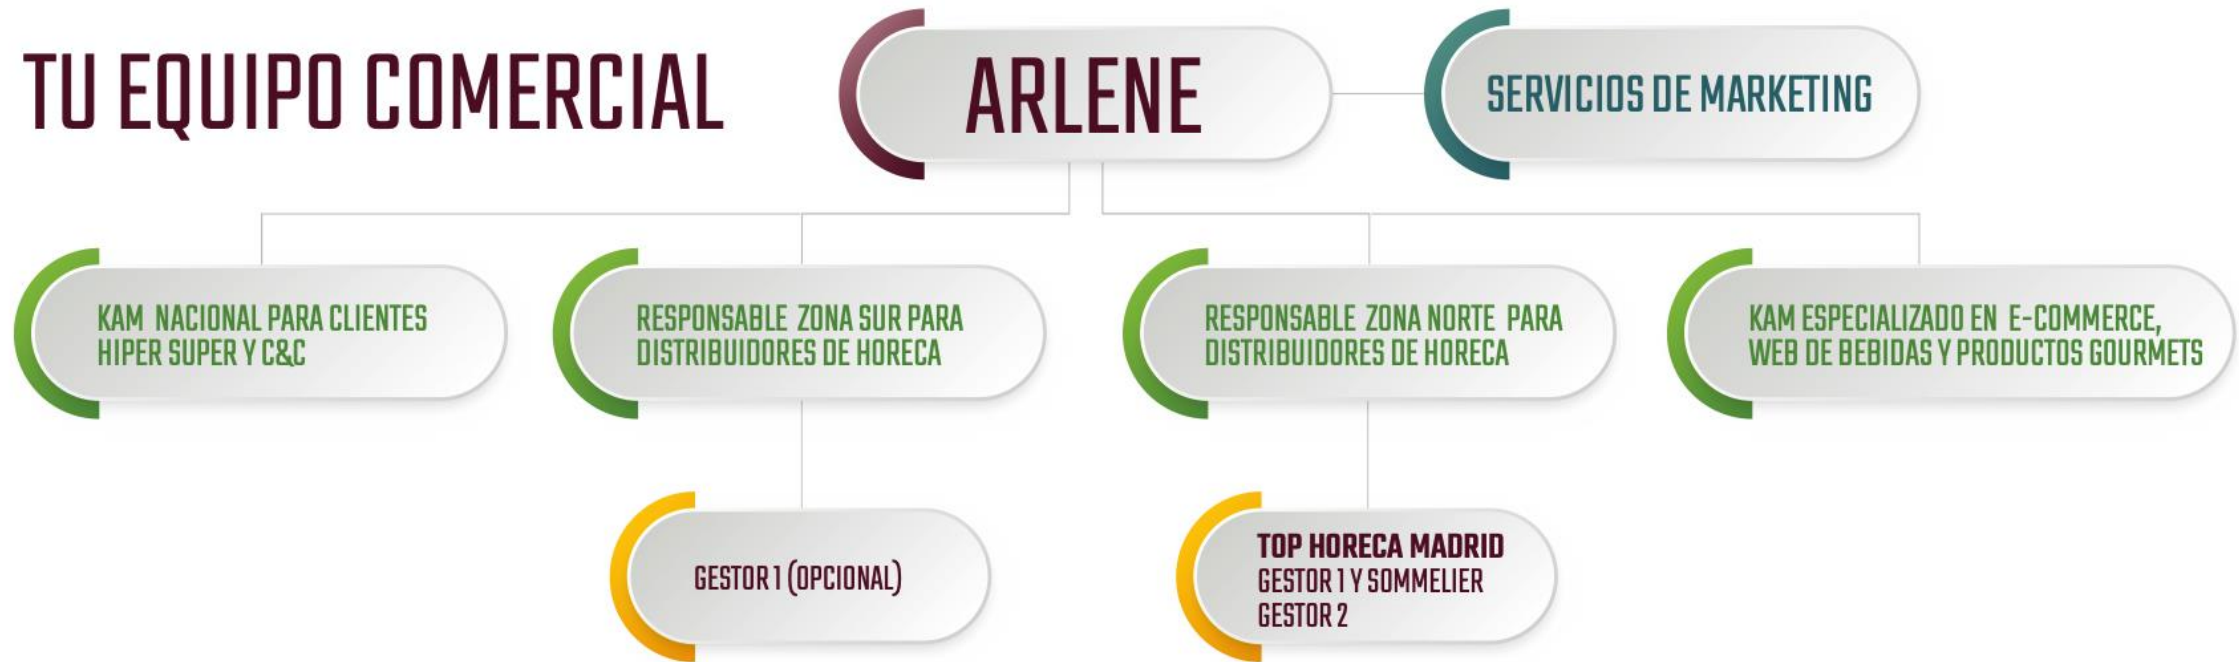 TU EQUIPO COMERCIAL
ARLENE
SERVICIOS DE MARKETING
KAM NACIONAL PARA CLIENTES
HIPER SUPER Y C&C
RESPONSABLE ZONA SUR PARA
DISTRIBUIDORES DE HORECA
RESPONSABLE ZONA NORTE PARA
DISTRIBUIDORES DE HORECA
KAM ESPECIALIZADO EN E-COMMERCE,
WEB DE BEBIDAS Y PRODUCTOS GOURMETS
GESTOR 1 (OPCIONAL)
TOP HORECA MADRID
GESTOR 1 Y SOMMELIER
GESTOR 2